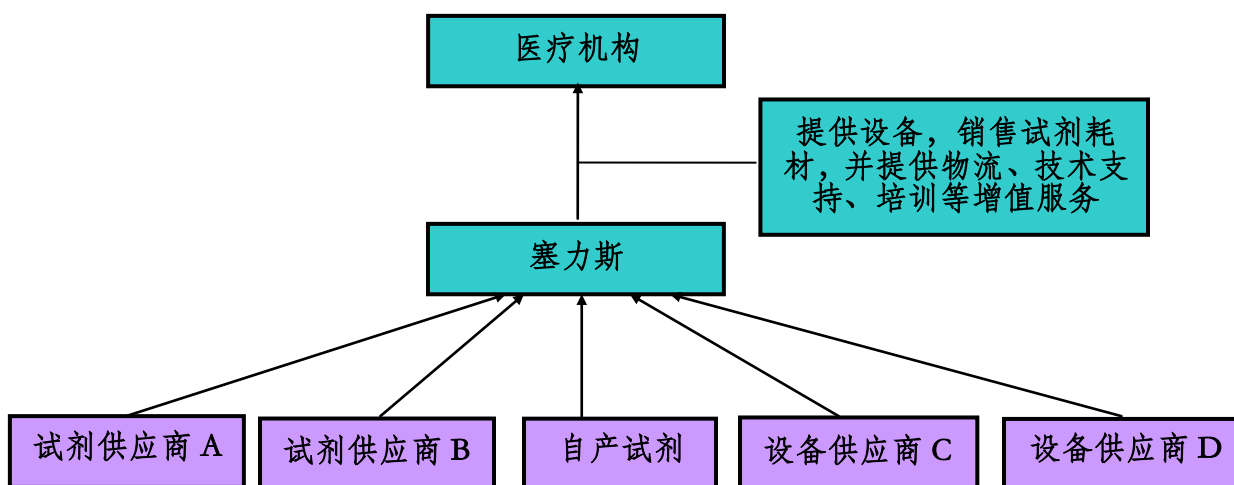 医疗机构
提供设备，销售试剂耗
材，并提供物流、技术支
持、培训等增值服务
塞力斯
试剂供应商 A
试剂供应商 B
自产试剂
设备供应商 C
设备供应商 D